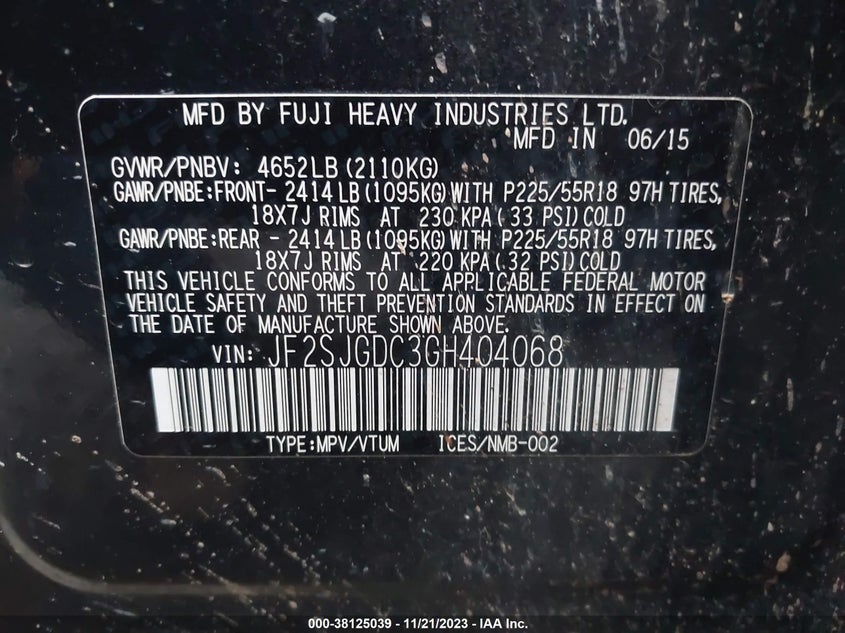 MFD BY FUJI HEAVY INDUSTRIES LTD.
MFD IN 06/15
GVWR/PNBV: 4652LB (2110KG)
GAWR/PNBE:FRONT- 2414 LB (1095KG) WITH P225/55R18 97H TIRES,
18X7J RIMS AT 230 KPA ( 33 PSI) COLD
GAWR/PNBE:REAR - 2414 LB (1095KG) WITH P225/55R18 97H TIRES,
18X7J RIMS AT 220 KPA ( 32 PSI) COLD
THIS VEHICLE CONFORMS TO ALL APPLICABLE FEDERAL MOTOR
VEHICLE SAFETY AND THEFT PREVENTION STANDARDS IN EFFECT ON
THE DATE OF MANUFACTURE SHOWN ABOVE.
VIN: JF2SJGDC3GH404068
TYPE:MPV/VTUM ICES/NMB-002
000-38125039 - 11/21/2023 - IAA Inc.